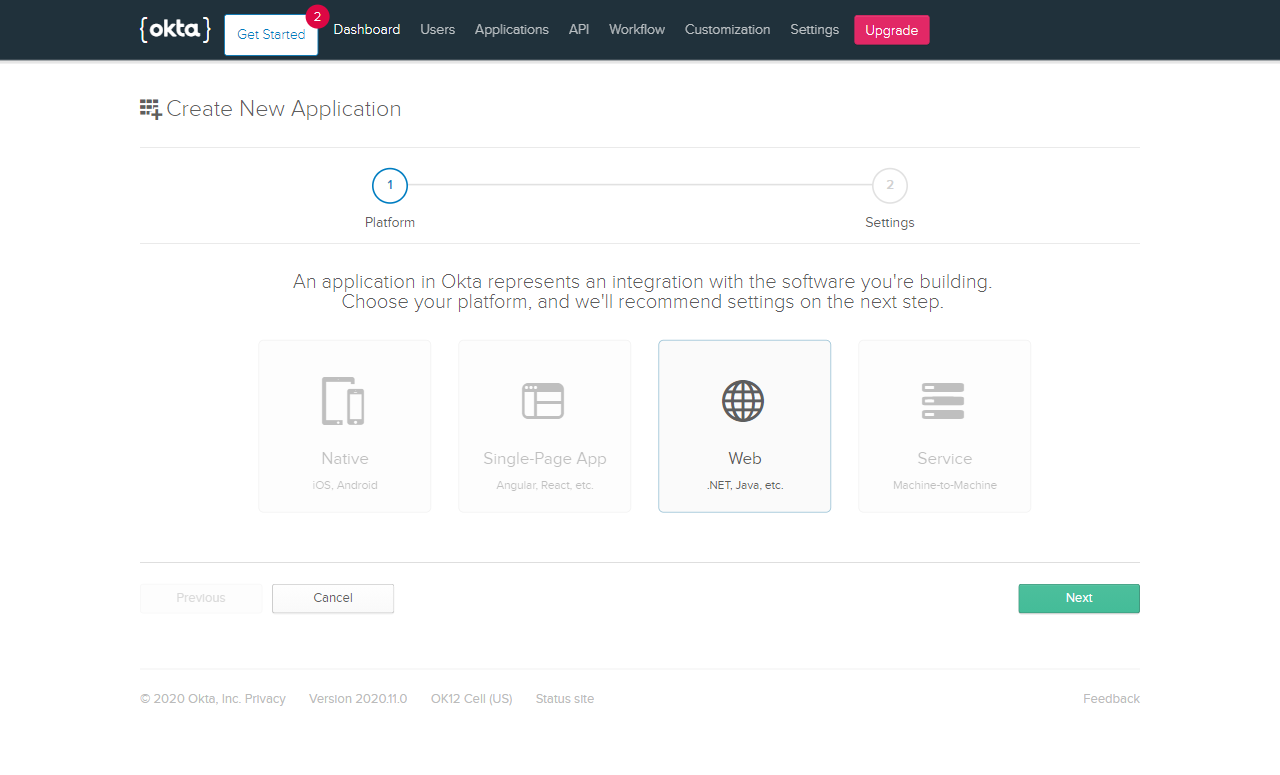 {okta}
Get Started
2
Dashboard
Users
Applications
API
Workflow
Customization
Settings
Upgrade
Create New Application
1
2
Platform
Settings
An application in Okta represents an integration with the software you're building.
Choose your platform, and we'll recommend settings on the next step.
Native
iOS, Android
Single-Page App
Angular, React, etc.
Web
.NET, Java, etc.
Service
Machine-to-Machine
Previous
Cancel
Next
© 2020 Okta, Inc. Privacy
Version 2020.11.0
OK12 Cell (US)
Status site
Feedback